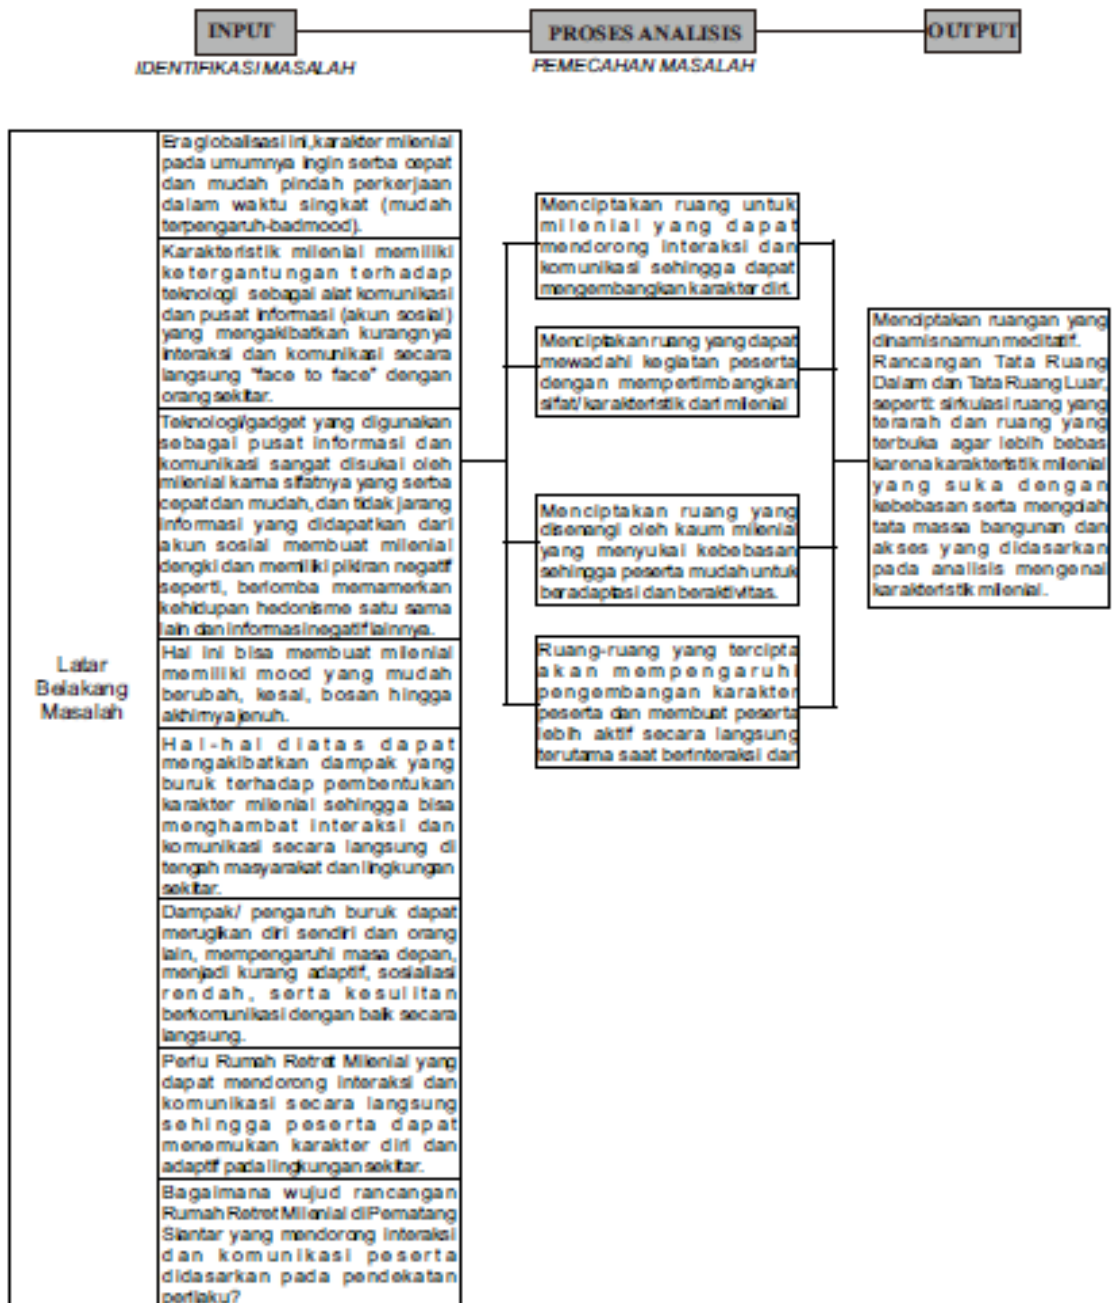 INPUT
PROSES ANALISIS
OUTPUT
IDENTIFIKASI MASALAH
PEMECAHAN MASALAH
Latar
Belakang
Masalah
Era globalisasi ini, karakter milenial
pada umumnya ingin serba cepat
dan mudah pindah perkerjaan
dalam waktu singkat (mudah
terpengaruh-badmood).
Karakteristik milenial memiliki
ketergantungan terhadap
teknologi sebagai alat komunikasi
dan pusat informasi (akun sosial)
yang mengakibatkan kurangnya
interaksi dan komunikasi secara
langsung "face to face" dengan
orang sekitar.
Teknologi/gadget yang digunakan
sebagai pusat informasi dan
komunikasi sangat disukai oleh
milenial karna sifatnya yang serba
cepat dan mudah, dan tidak jarang
informasi yang didapatkan dari
akun sosial membuat milenial
dengki dan memiliki pikiran negatif
seperti, berlomba memamerkan
kehidupan hedonisme satu sama
lain dan informasi negatif lainnya.
Hal ini bisa membuat milenial
memiliki mood yang mudah
berubah, kesal, bosan hingga
akhirnya jenuh.
Hal-hal diatas dapat
mengakibatkan dampak yang
buruk terhadap pembentukan
karakter milenial sehingga bisa
menghambat interaksi dan
komunikasi secara langsung di
tengah masyarakat dan lingkungan
sekitar.
Dampak/ pengaruh buruk dapat
merugikan diri sendiri dan orang
lain, mempengaruhi masa depan,
menjadi kurang adaptif, sosialiasi
rendah, serta kesulitan
berkomunikasi dengan baik secara
langsung.
Perlu Rumah Retret Milenial yang
dapat mendorong interaksi dan
komunikasi secara langsung
sehingga peserta dapat
menemukan karakter diri dan
adaptif pada lingkungan sekitar.
Bagaimana wujud rancangan
Rumah Retret Milenial di Pematang
Siantar yang mendorong interaksi
dan komunikasi peserta
didasarkan pada pendekatan
perilaku?
Menciptakan ruang untuk
milenial yang dapat
mendorong interaksi dan
komunikasi sehingga dapat
mengembangkan karakter diri.
Menciptakan ruang yang dapat
mewadahi kegiatan peserta
dengan mempertimbangkan
sifat/karakteristik dari milenial
Menciptakan ruang yang
disenangi oleh kaum milenial
yang menyukai kebebasan
sehingga peserta mudah untuk
beradaptasi dan beraktivitas.
Ruang-ruang yang tercipta
akan mempengaruhi
pengembangan karakter
peserta dan membuat peserta
lebih aktif secara langsung
terutama saat berinteraksi dan
Menciptakan ruangan yang
dinamis namun meditatif.
Rancangan Tata Ruang
Dalam dan Tata Ruang Luar,
seperti: sirkulasi ruang yang
terarah dan ruang yang
terbuka agar lebih bebas
karena karakteristik milenial
yang suka dengan
kebebasan serta mengolah
tata massa bangunan dan
akses yang didasarkan
pada analisis mengenai
karakteristik milenial.